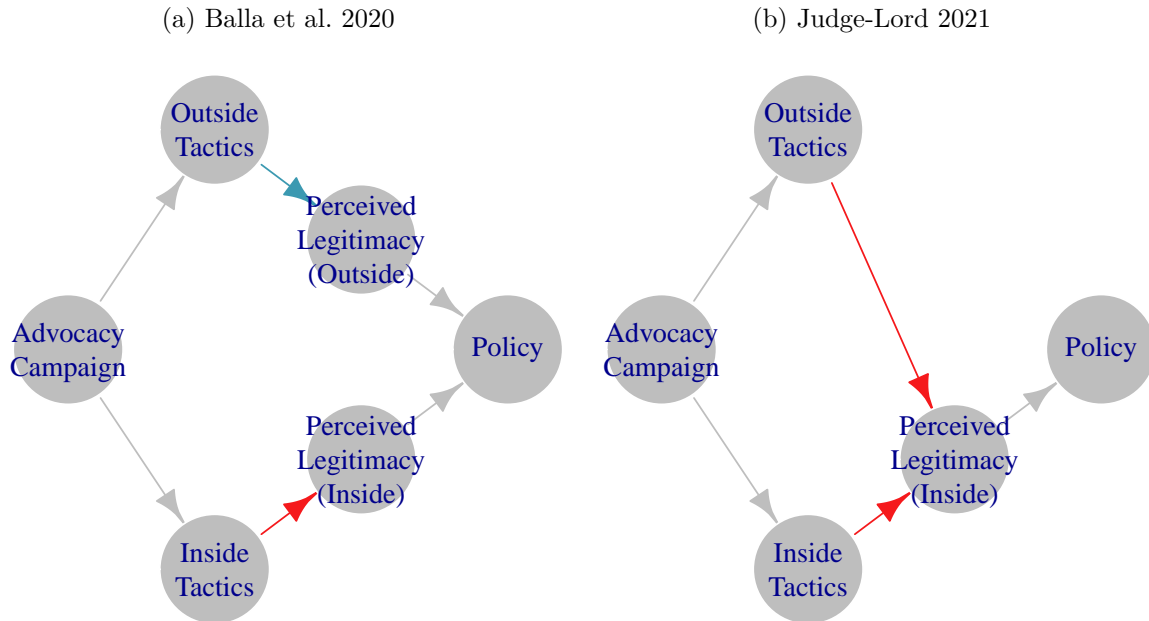 (a) Balla et al. 2020
Outside
Tactics
Perceived
Legitimacy
(Outside)
Advocacy
Campaign
Policy
Perceived
Legitimacy
(Inside)
Inside
Tactics
(b) Judge-Lord 2021
Outside
Tactics
Advocacy
Campaign
Policy
Perceived
Legitimacy
(Inside)
Inside
Tactics